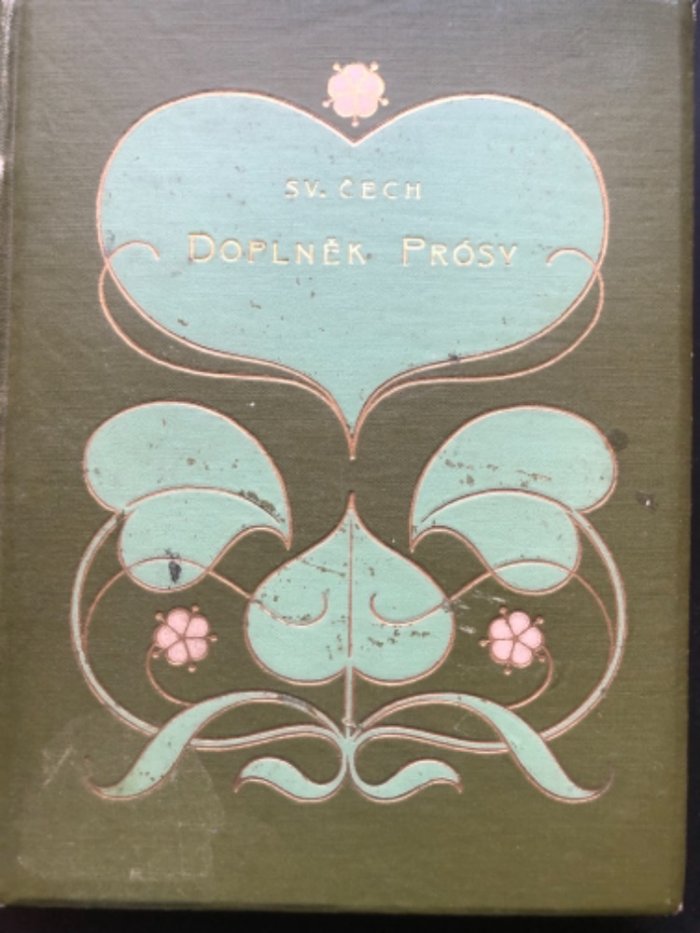 SV. ČECH
DOPLNĚK PRÓSY